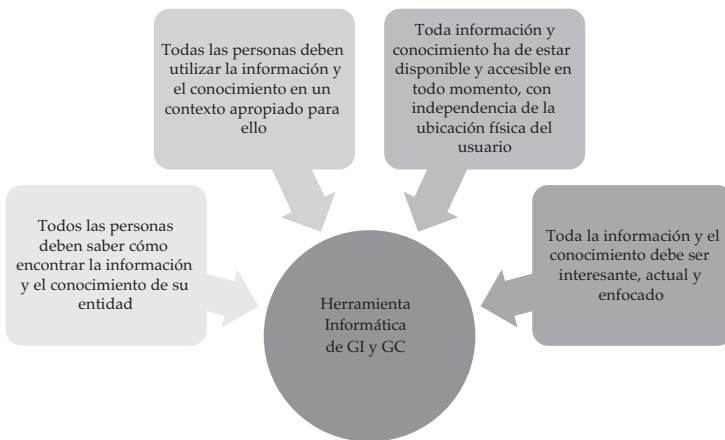 Todas las personas deben
utilizar la información y
el conocimiento en un
contexto apropiado para
ello
Toda información y
conocimiento ha de estar
disponible y accesible en
todo momento, con
independencia de la
ubicación física del
usuario
Todos las personas
deben saber cómo
encontrar la información
y el conocimiento de su
entidad
Toda la información y el
conocimiento debe ser
interesante, actual y
enfocado
Herramienta
Informática
de GI y GC